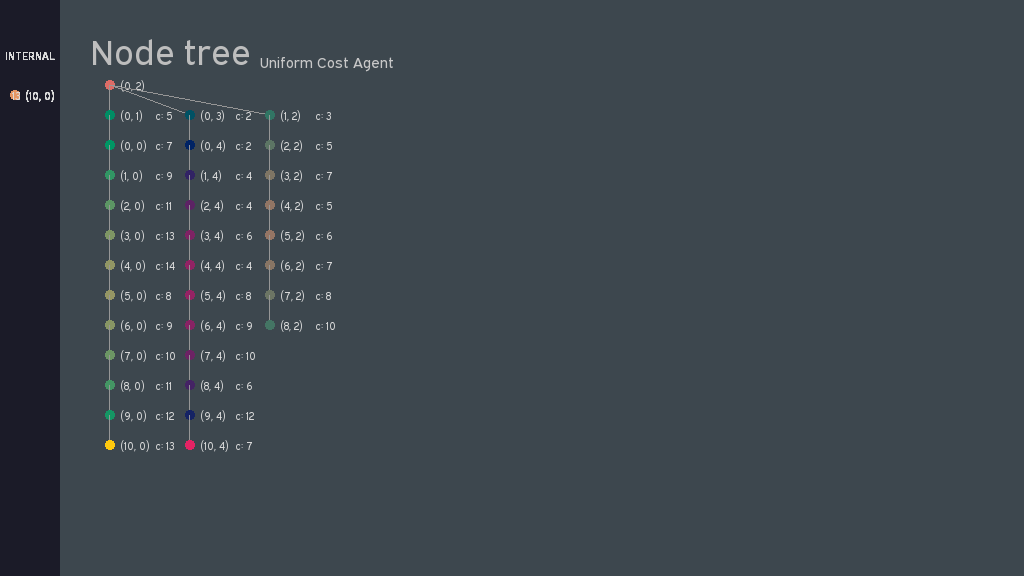 INTERNAL
(10, 0)
Node tree Uniform Cost Agent
(0, 2)
(0, 1) c: 5 (0, 3) c: 2 (1, 2) c: 3
(0, 0) c: 7 (0, 4) c: 2 (2, 2) c: 5
(1, 0) c: 9 (1, 4) c: 4 (3, 2) c: 7
(2, 0) c: 11 (2, 4) c: 4 (4, 2) c: 5
(3, 0) c: 13 (3, 4) c: 6 (5, 2) c: 6
(4, 0) c: 14 (4, 4) c: 4 (6, 2) c: 7
(5, 0) c: 8 (5, 4) c: 8 (7, 2) c: 8
(6, 0) c: 9 (6, 4) c: 9 (8, 2) c: 10
(7, 0) c: 10 (7, 4) c: 10
(8, 0) c: 11 (8, 4) c: 6
(9, 0) c: 12 (9, 4) c: 12
(10, 0) c: 13 (10, 4) c: 7